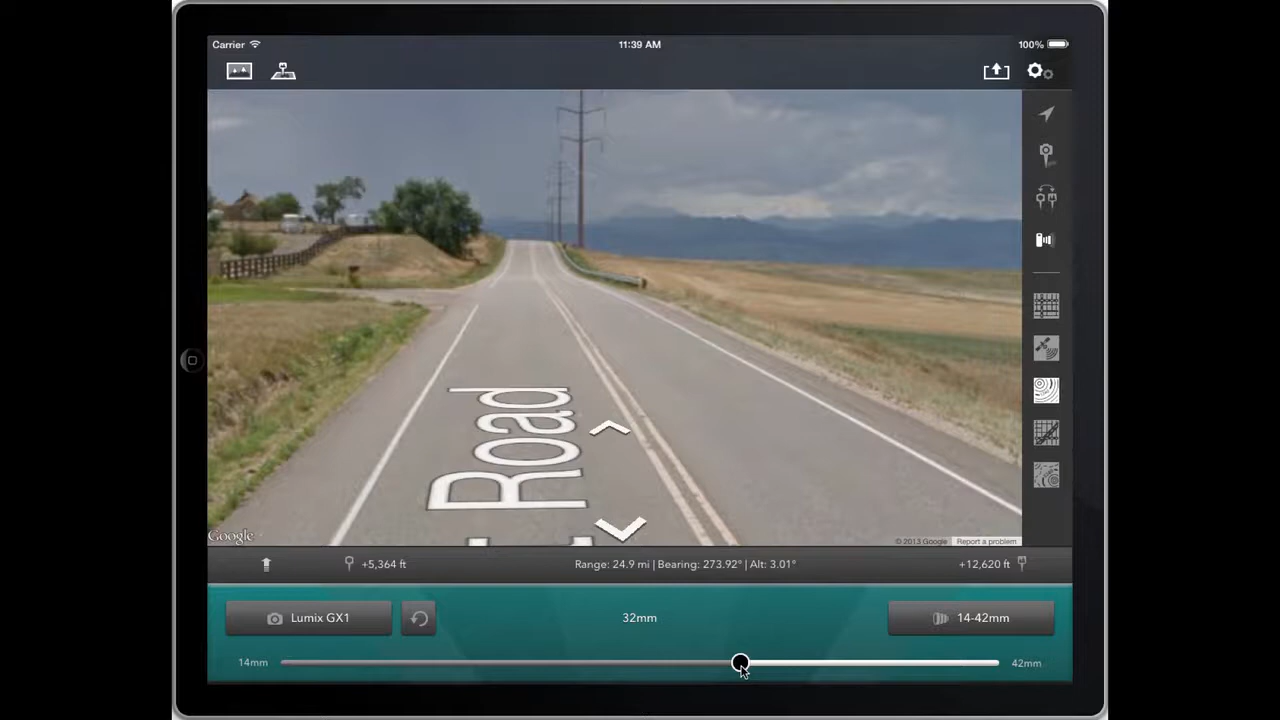 Carrier
11:39 AM
100%
Road
Google
© 2013 Google
Report a problem
+5,364 ft
Range: 24.9 mi | Bearing: 273.92° | Alt: 3.01°
+12,620 ft
Lumix GX1
32mm
14-42mm
14mm
42mm